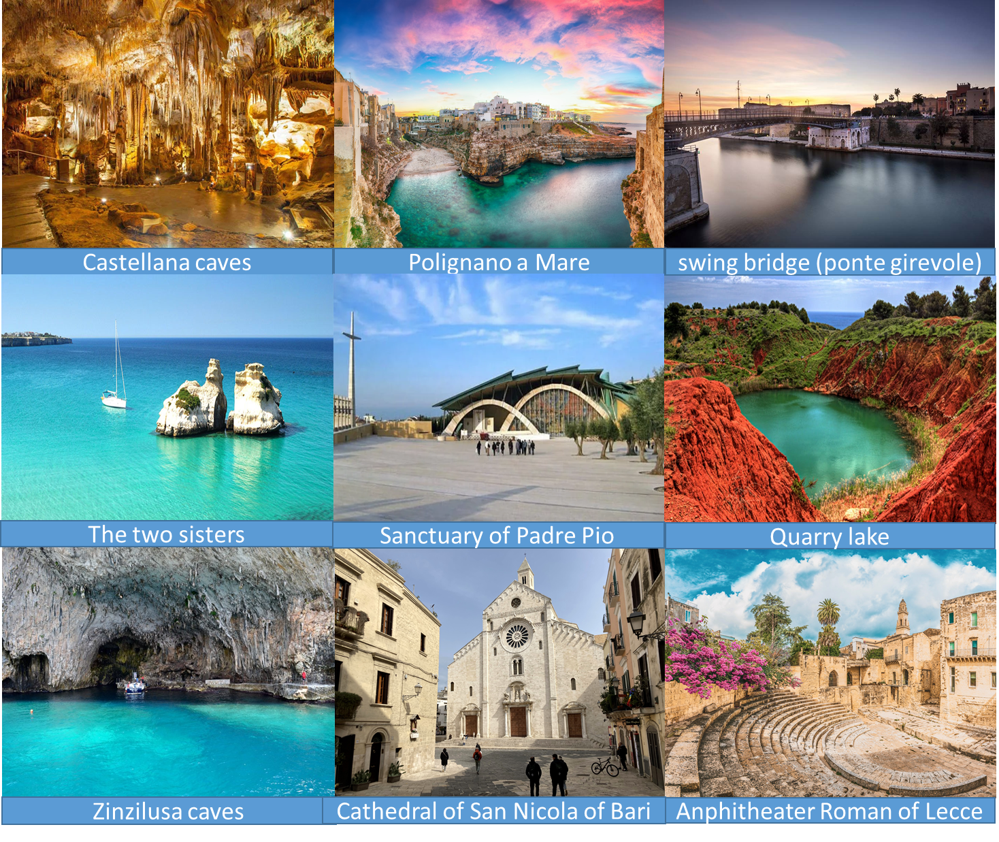 Castellana caves
Polignano a Mare
swing bridge (ponte girevole)
The two sisters
Sanctuary of Padre Pio
Quarry lake
Zinzilusa caves
Cathedral of San Nicola of Bari
Anphitheater Roman of Lecce